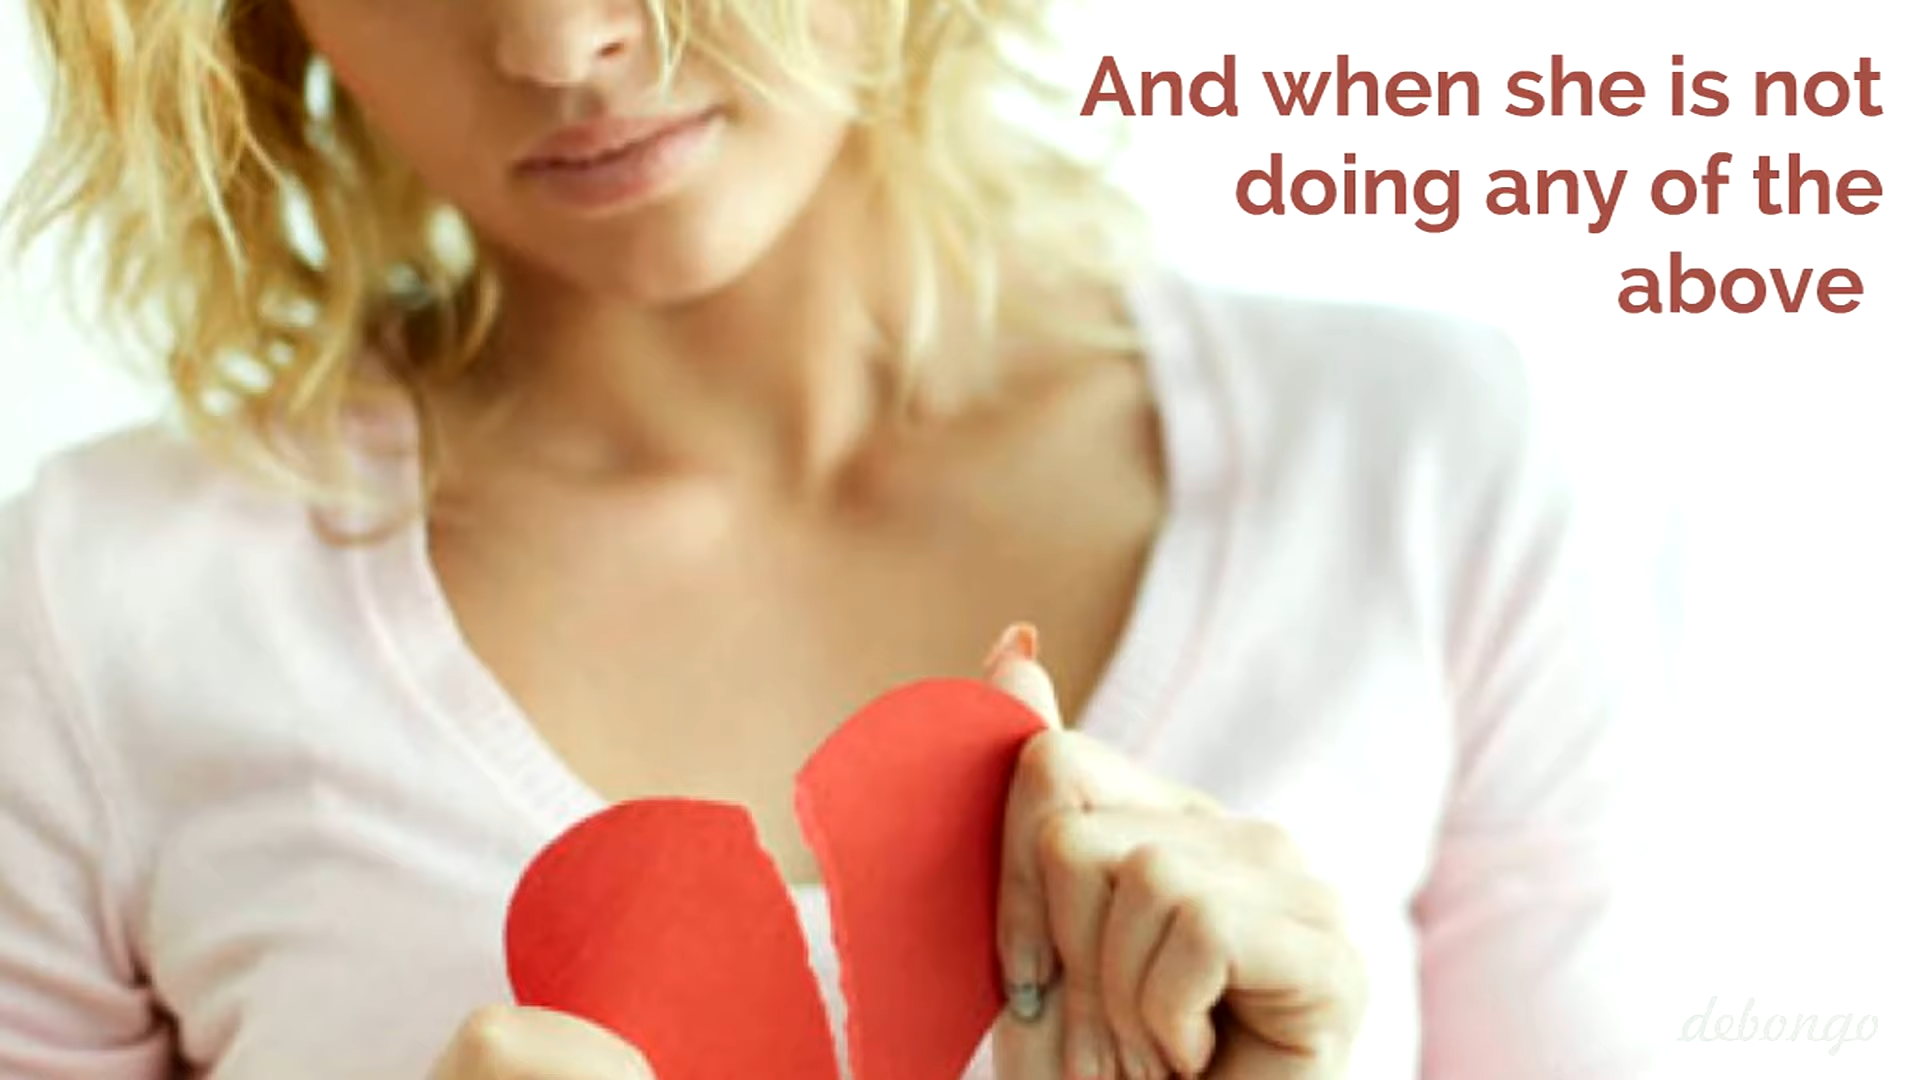 And when she is not
doing any of the
above
debongo